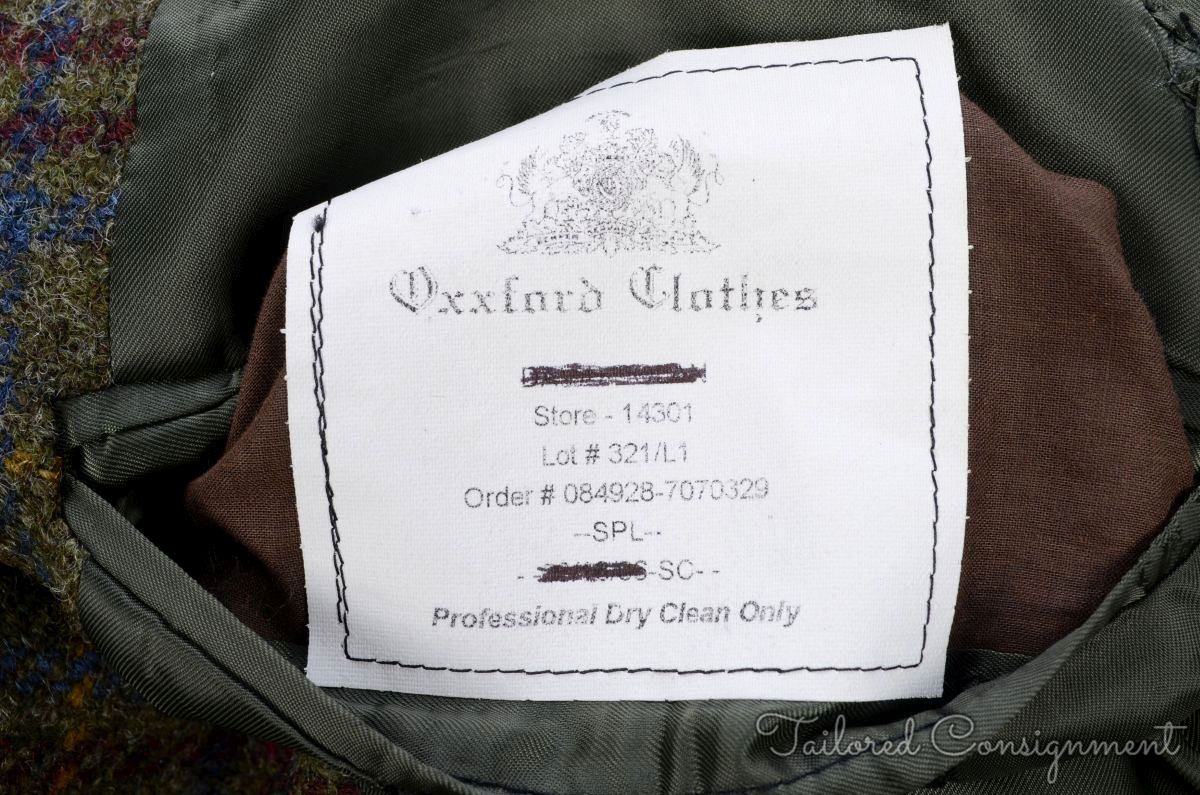 Oxxford Clothes
Store - 14301
Lot # 321/L1
Order # 084928-7070329
--SPL--
-SC- -
Professional Dry Clean Only
Tailored Consignment